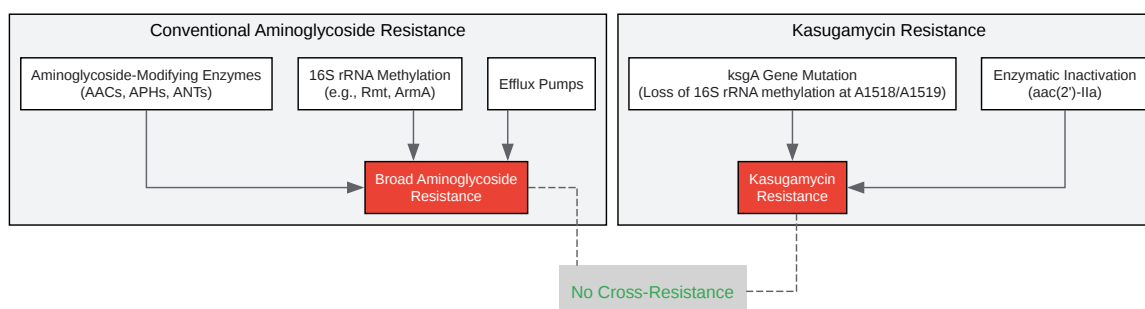 Conventional Aminoglycoside Resistance
Aminoglycoside-Modifying Enzymes
(AACs, APHs, ANTs)
16S rRNA Methylation
(e.g., Rmt, ArmA)
Efflux Pumps
Broad Aminoglycoside
Resistance
Kasugamycin Resistance
ksgA Gene Mutation
(Loss of 16S rRNA methylation at A1518/A1519)
Enzymatic Inactivation
(aac(2')-IIa)
Kasugamycin
Resistance
No Cross-Resistance